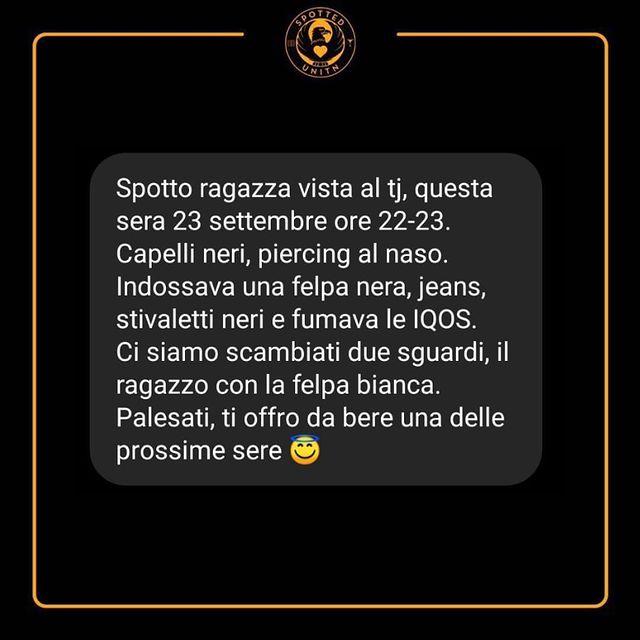 SPOTTED
UNITN
Spotto ragazza vista al tj, questa
sera 23 settembre ore 22-23.
Capelli neri, piercing al naso.
Indossava una felpa nera, jeans,
stivaletti neri e fumava le IQOS.
Ci siamo scambiati due sguardi, il
ragazzo con la felpa bianca.
Palesati, ti offro da bere una delle
prossime sere 😇